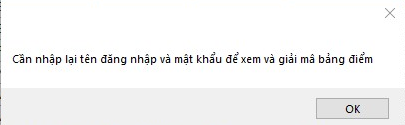 Cần nhập lại tên đăng nhập và mật khẩu để xem và giải mã bảng điểm
OK